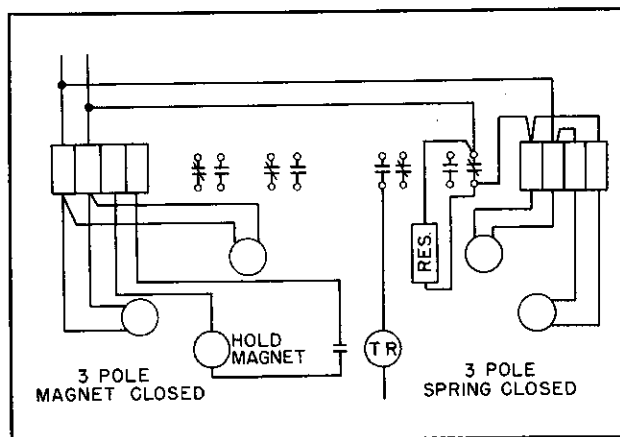 RES.
HOLD
MAGNET
TR
3 POLE
MAGNET CLOSED
3 POLE
SPRING CLOSED